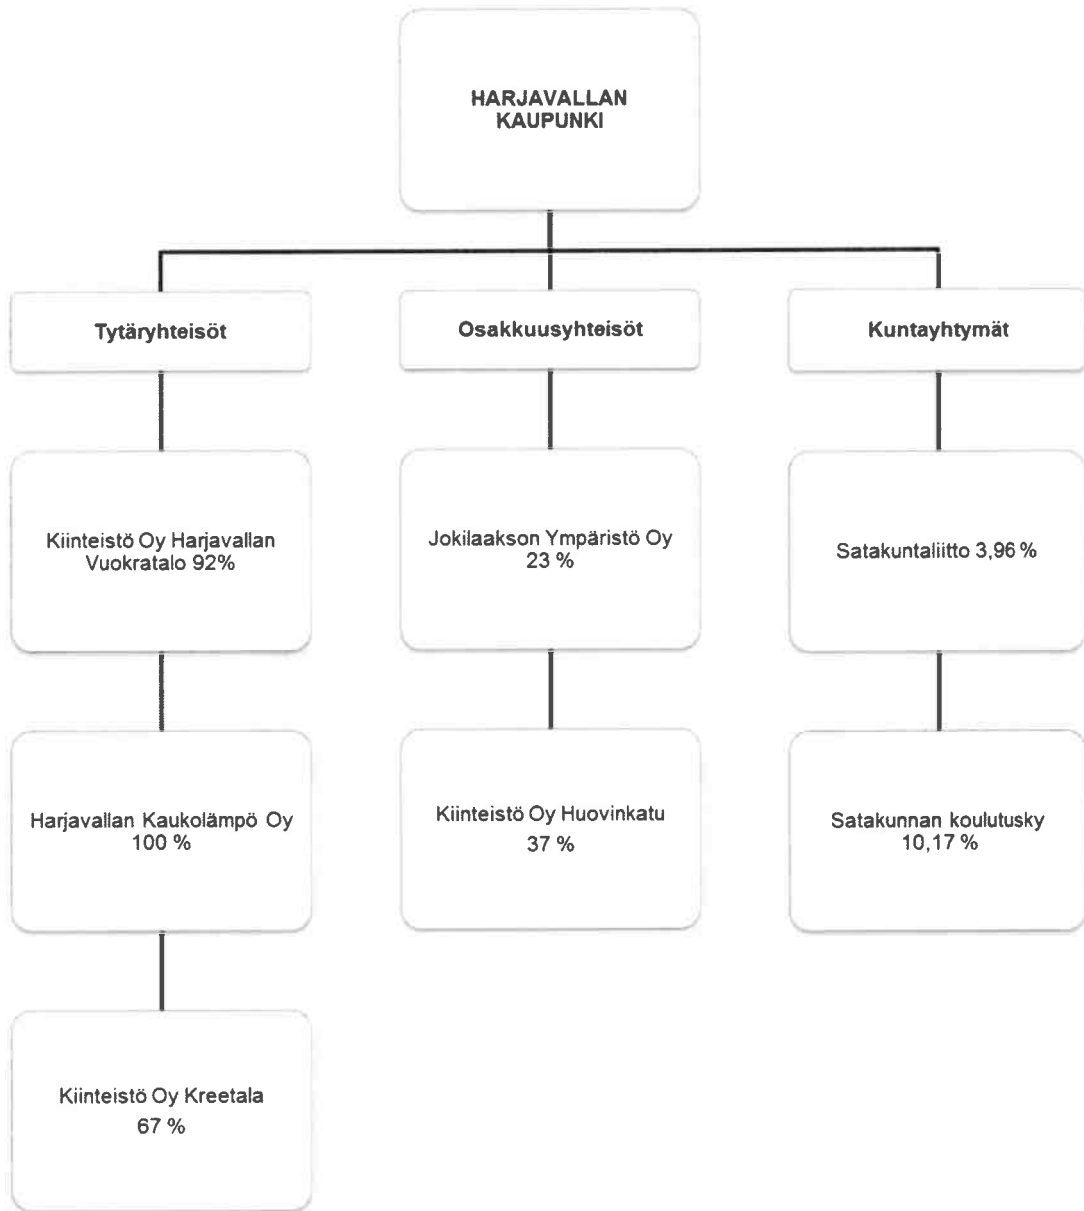 HARJAVALLAN
KAUPUNKI
Tytäryhteisöt
Osakkuusyhteisöt
Kuntayhtymät
Kiinteistö Oy Harjavallan
Vuokratalo 92%
Jokilaakson Ympäristö Oy
23 %
Satakuntaliitto 3,96 %
Harjavallan Kaukolämpö Oy
100 %
Kiinteistö Oy Huovinkatu
37 %
Satakunnan koulutusky
10,17 %
Kiinteistö Oy Kreetala
67 %